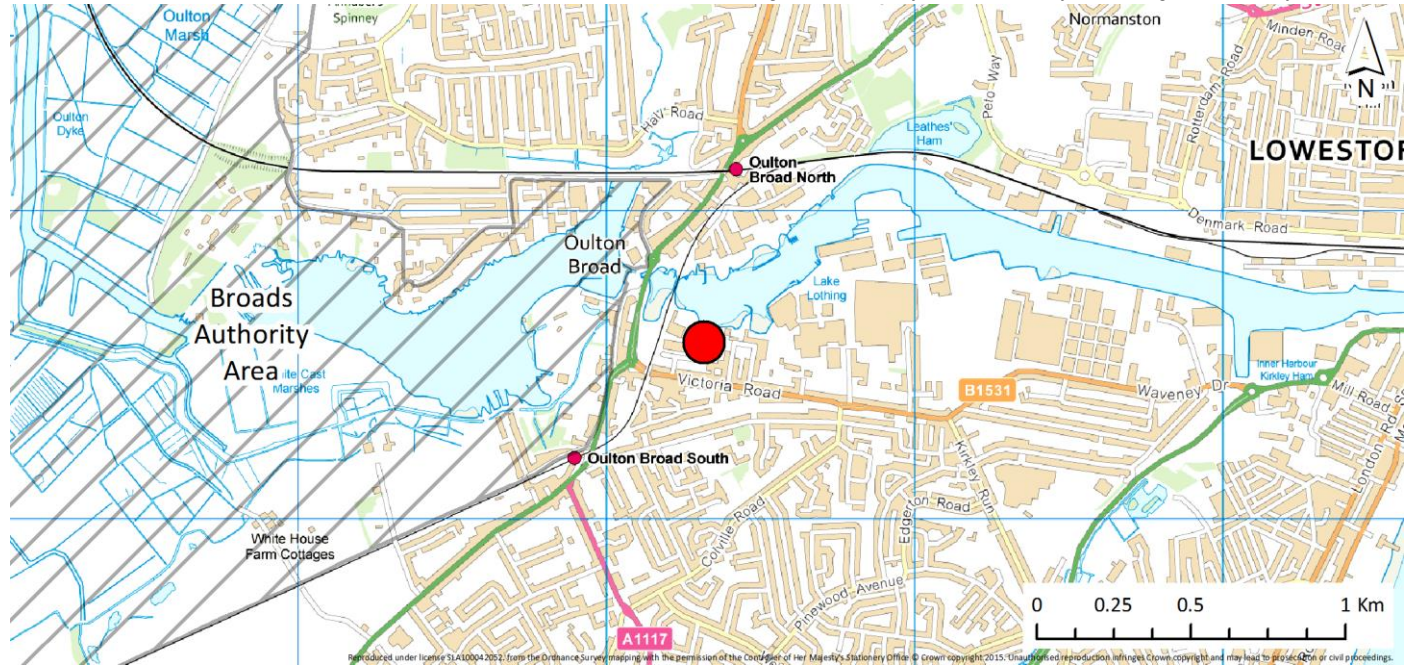 Spinney
Normanston
Oulton
Marsh
Minden Road
N
Hall Road
Peto Way
Rotterdam Road
Oulton
Dyke
Leathes'
Ham
LOWESTOF
Oulton
Broad North
Denmark Road
Oulton
Broad
Broads
Authority
Area
Lake
Lothing
Marshes
Victoria Road
B1531
Waveney Dr
Inner Harbour
Kirkley Ham
Mill Road
London Rd
Oulton Broad South
Kirkley Run
Colville Road
Edgerton Road
White House
Farm Cottages
Pinewood Avenue
A1117
0 0.25 0.5 1 Km
Reproduced under license SLA100042052, from the Ordnance Survey mapping with the permission of the Controller of Her Majesty's Stationery Office © Crown copyright 2015. Unauthorised reproduction infringes Crown copyright and may lead to prosecution or civil proceedings.